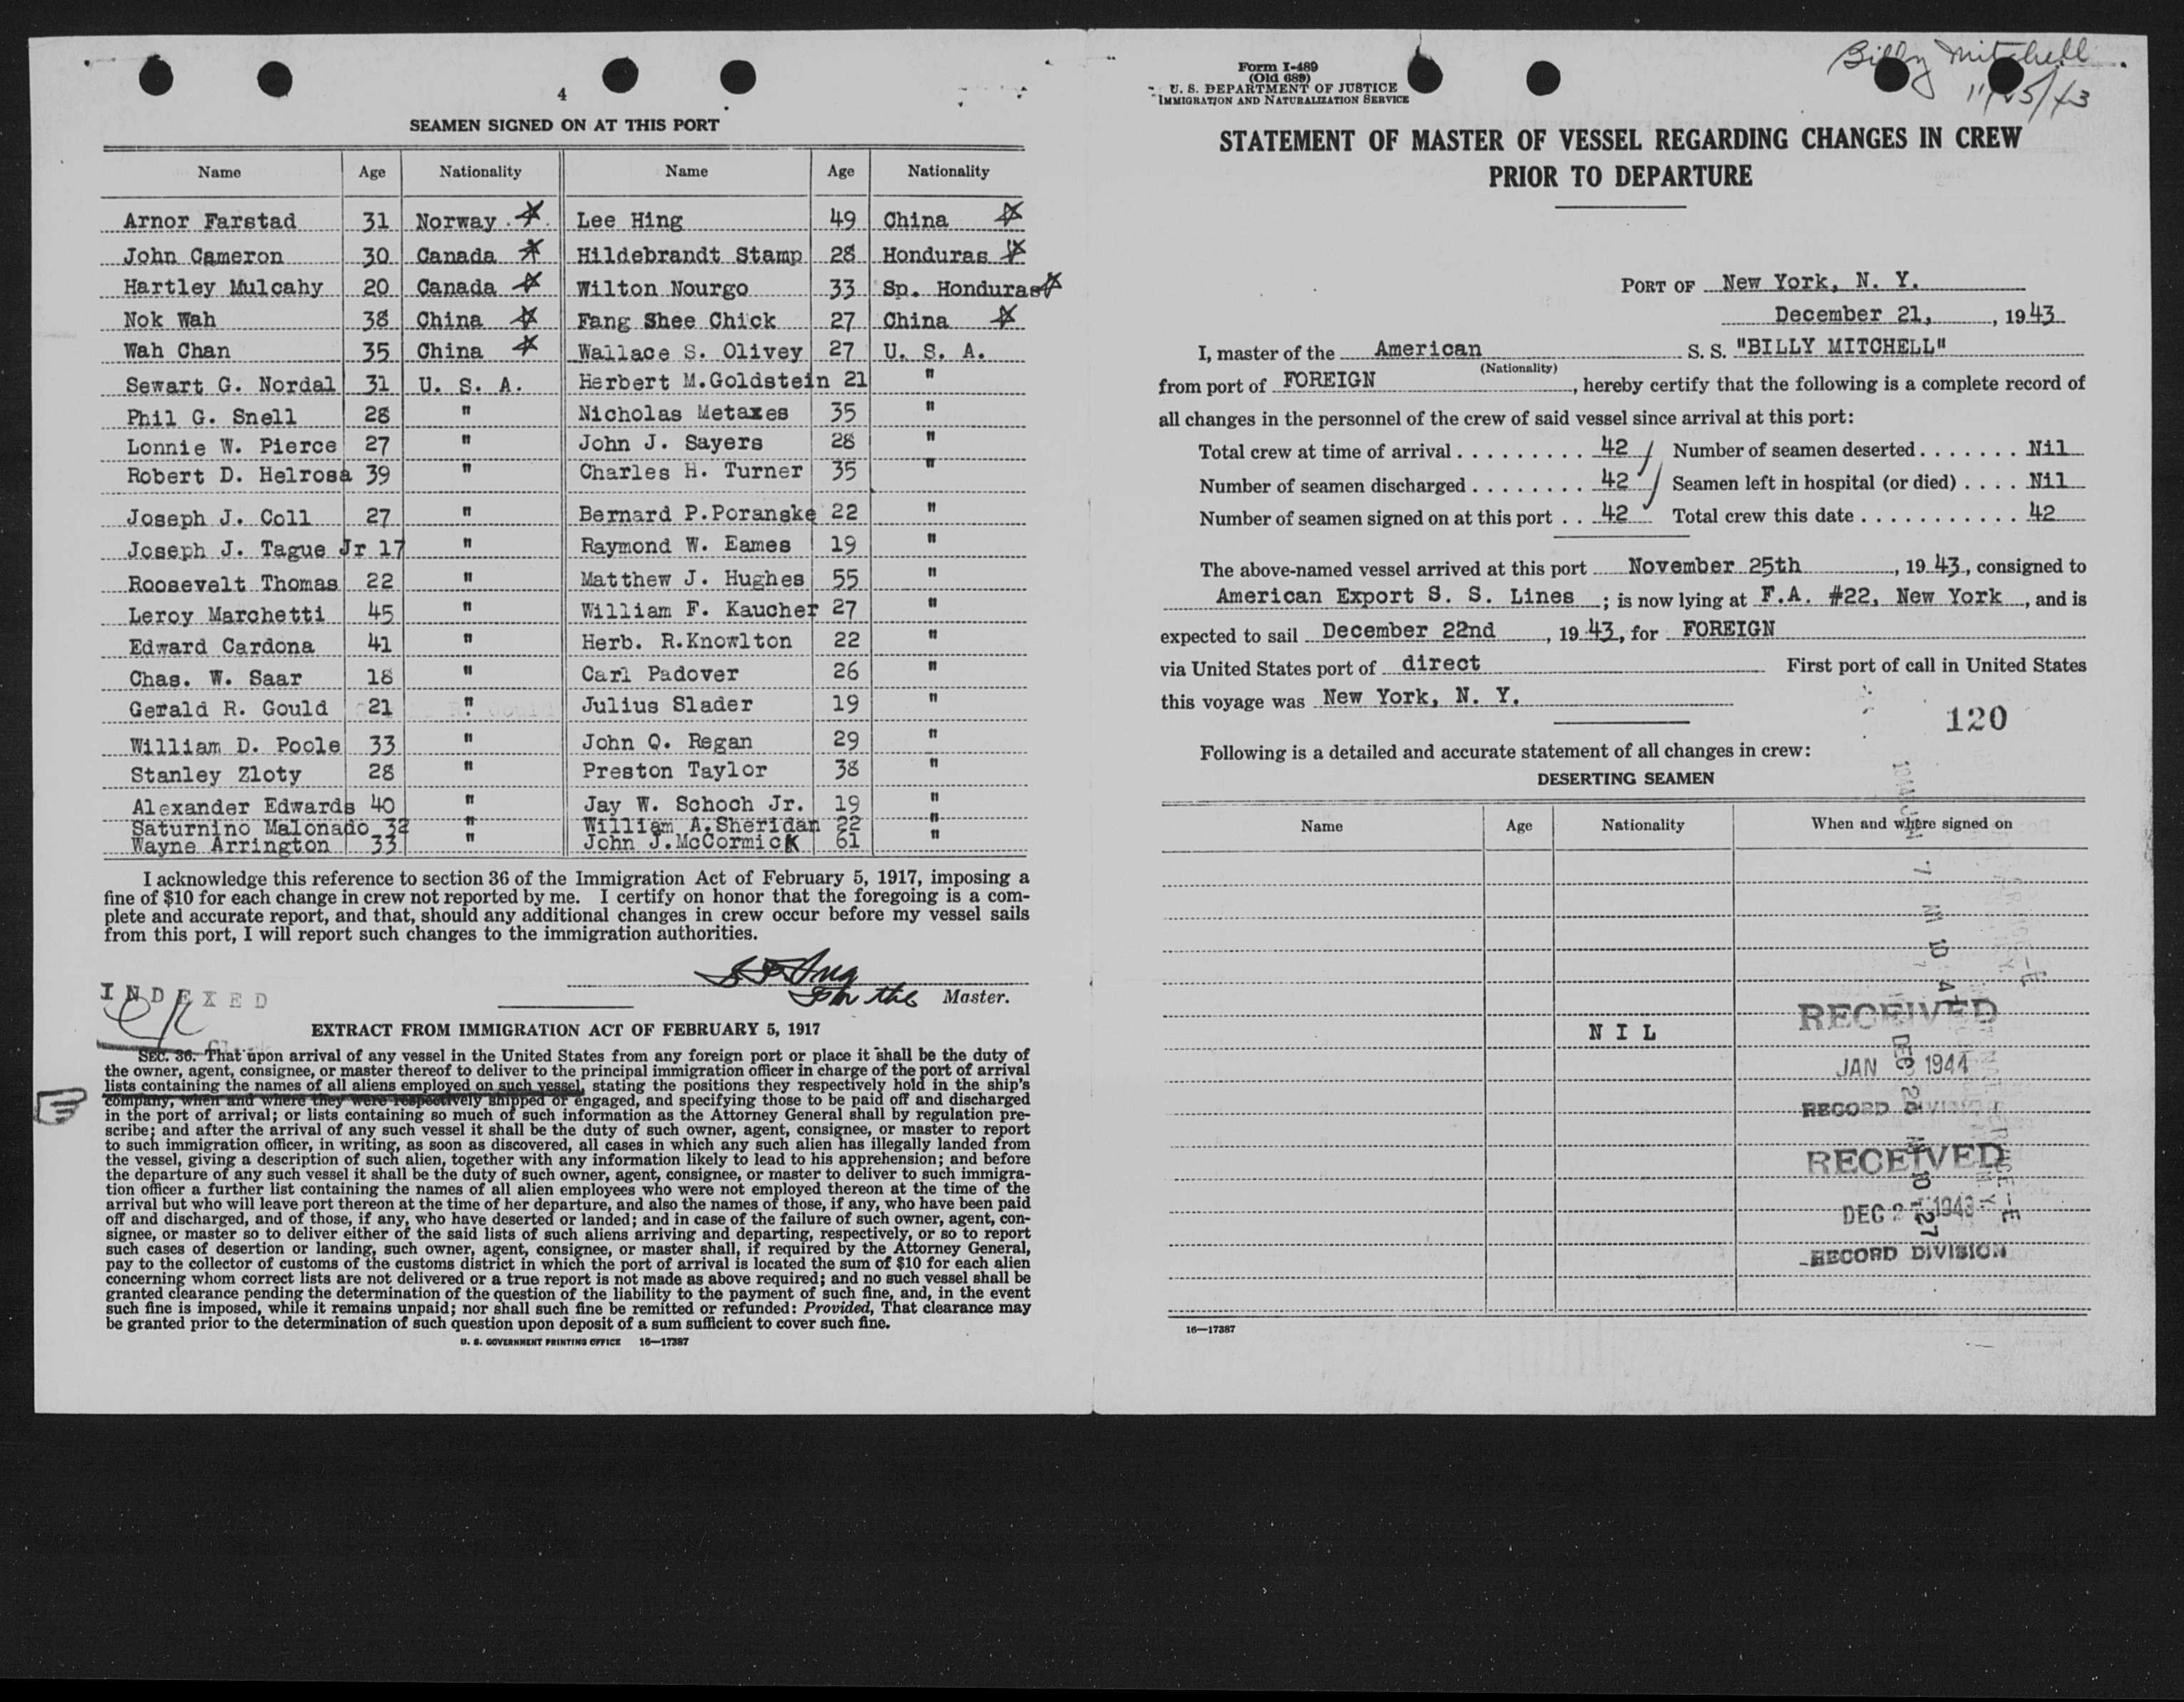 4
SEAMEN SIGNED ON AT THIS PORT
Name Age Nationality Name Age Nationality
Arnor Farstad 31 Norway Lee Hing 49 China
John Cameron 30 Canada Hildebrandt Stamp 28 Honduras
Hartley Mulcahy 20 Canada Wilton Nourgo 33 Sp. Honduras
Nok Wah 38 China Fang Shee Chick 27 China
Wah Chan 35 China Wallace S. Olivey 27 U. S. A.
Sewart G. Nordal 31 U. S. A. Herbert M.Goldstein 21 "
Phil G. Snell 28 " Nicholas Metaxes 35 "
Lonnie W. Pierce 27 " John J. Sayers 28 "
Robert D. Helrosa 39 " Charles H. Turner 35 "
Joseph J. Coll 27 " Bernard P.Poranske 22 "
Joseph J. Tague Jr 17 " Raymond W. Eames 19 "
Roosevelt Thomas 22 " Matthew J. Hughes 55 "
Leroy Marchetti 45 " William F. Kaucher 27 "
Edward Cardona 41 " Herb. R.Knowlton 22 "
Chas. W. Saar 18 " Carl Padover 26 "
Gerald R. Gould 21 " Julius Slader 19 "
William D. Poole 33 " John Q. Regan 29 "
Stanley Zloty 28 " Preston Taylor 38 "
Alexander Edwards 40 " Jay W. Schoch Jr. 19 "
Saturnino Malonado 32 " William A.Sheridan 22 "
Wayne Arrington 33 " John J.McCormick 61 "
I acknowledge this reference to section 36 of the Immigration Act of February 5, 1917, imposing a
fine of $10 for each change in crew not reported by me. I certify on honor that the foregoing is a com-
plete and accurate report, and that, should any additional changes in crew occur before my vessel sails
from this port, I will report such changes to the immigration authorities.
For the Master.
INDEXED
EXTRACT FROM IMMIGRATION ACT OF FEBRUARY 5, 1917
SEC. 36. That upon arrival of any vessel in the United States from any foreign port or place it shall be the duty of
the owner, agent, consignee, or master thereof to deliver to the principal immigration officer in charge of the port of arrival
lists containing the names of all aliens employed on such vessel, stating the positions they respectively hold in the ship's
company, when and where they were respectively shipped or engaged, and specifying those to be paid off and discharged
in the port of arrival; or lists containing so much of such information as the Attorney General shall by regulation pre-
scribe; and after the arrival of any such vessel it shall be the duty of such owner, agent, consignee, or master to report
to such immigration officer, in writing, as soon as discovered, all cases in which any such alien has illegally landed from
the vessel, giving a description of such alien, together with any information likely to lead to his apprehension; and before
the departure of any such vessel it shall be the duty of such owner, agent, consignee, or master to deliver to such immigra-
tion officer a further list containing the names of all alien employees who were not employed thereon at the time of the
arrival but who will leave port thereon at the time of her departure, and also the names of those, if any, who have been paid
off and discharged, and of those, if any, who have deserted or landed; and in case of the failure of such owner, agent, con-
signee, or master so to deliver either of the said lists of such aliens arriving and departing, respectively, or so to report
such cases of desertion or landing, such owner, agent, consignee, or master shall, if required by the Attorney General,
pay to the collector of customs of the customs district in which the port of arrival is located the sum of $10 for each alien
concerning whom correct lists are not delivered or a true report is not made as above required; and no such vessel shall be
granted clearance pending the determination of the question of the liability to the payment of such fine, and, in the event
such fine is imposed, while it remains unpaid; nor shall such fine be remitted or refunded: Provided, That clearance may
be granted prior to the determination of such question upon deposit of a sum sufficient to cover such fine.
U. S. GOVERNMENT PRINTING OFFICE 16—17387
Form I-489
(Old 689)
U. S. DEPARTMENT OF JUSTICE
IMMIGRATION AND NATURALIZATION SERVICE
Billy Mitchell
11/25/43
STATEMENT OF MASTER OF VESSEL REGARDING CHANGES IN CREW
PRIOR TO DEPARTURE
PORT OF New York, N. Y.
December 21, , 1943
I, master of the American S. S. "BILLY MITCHELL"
(Nationality)
from port of FOREIGN , hereby certify that the following is a complete record of
all changes in the personnel of the crew of said vessel since arrival at this port:
Total crew at time of arrival . . . . . . . . . 42 Number of seamen deserted . . . . . . . Nil
Number of seamen discharged . . . . . . . . 42 Seamen left in hospital (or died) . . . . Nil
Number of seamen signed on at this port . . 42 Total crew this date . . . . . . . . . . . 42
The above-named vessel arrived at this port November 25th , 1943, consigned to
American Export S. S. Lines ; is now lying at F.A. #22, New York , and is
expected to sail December 22nd , 1943, for FOREIGN
via United States port of direct First port of call in United States
this voyage was New York, N. Y.
120
Following is a detailed and accurate statement of all changes in crew:
DESERTING SEAMEN
Name Age Nationality When and where signed on
NIL
RECEIVED
JAN 1944
RECORD DIVISION
RECEIVED
DEC 1943
RECORD DIVISION
16—17387